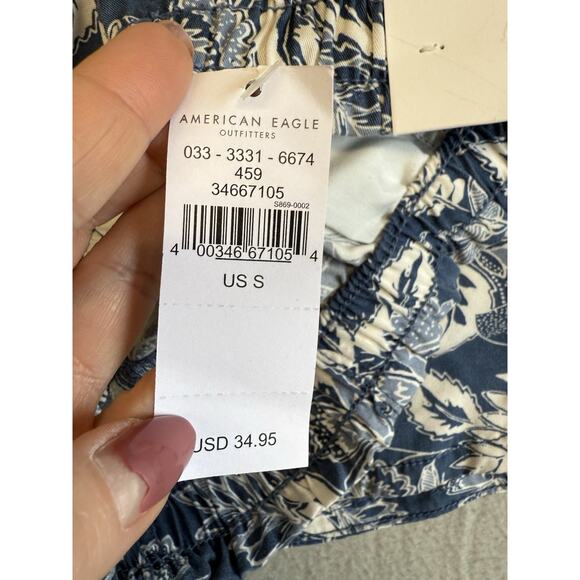 AMERICAN EAGLE
OUTFITTERS
033 - 3331 - 6674
459
34667105
S869-0002
4 00346 67105 4
US S
USD 34.95